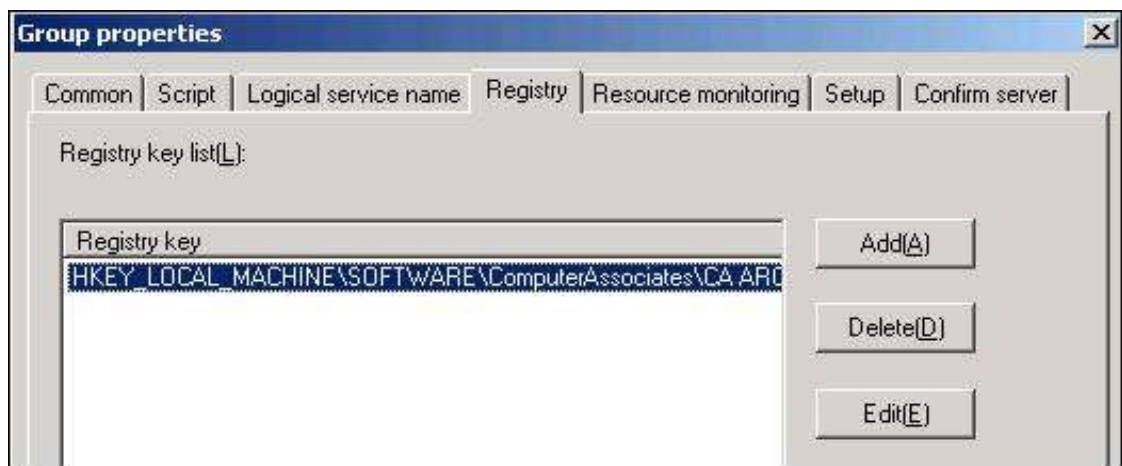 Group properties
Common Script Logical service name Registry Resource monitoring Setup Confirm server
Registry key list(L):
Registry key
Add(A)
HKEY_LOCAL_MACHINE\SOFTWARE\ComputerAssociates\CA ARC
Delete(D)
Edit(E)